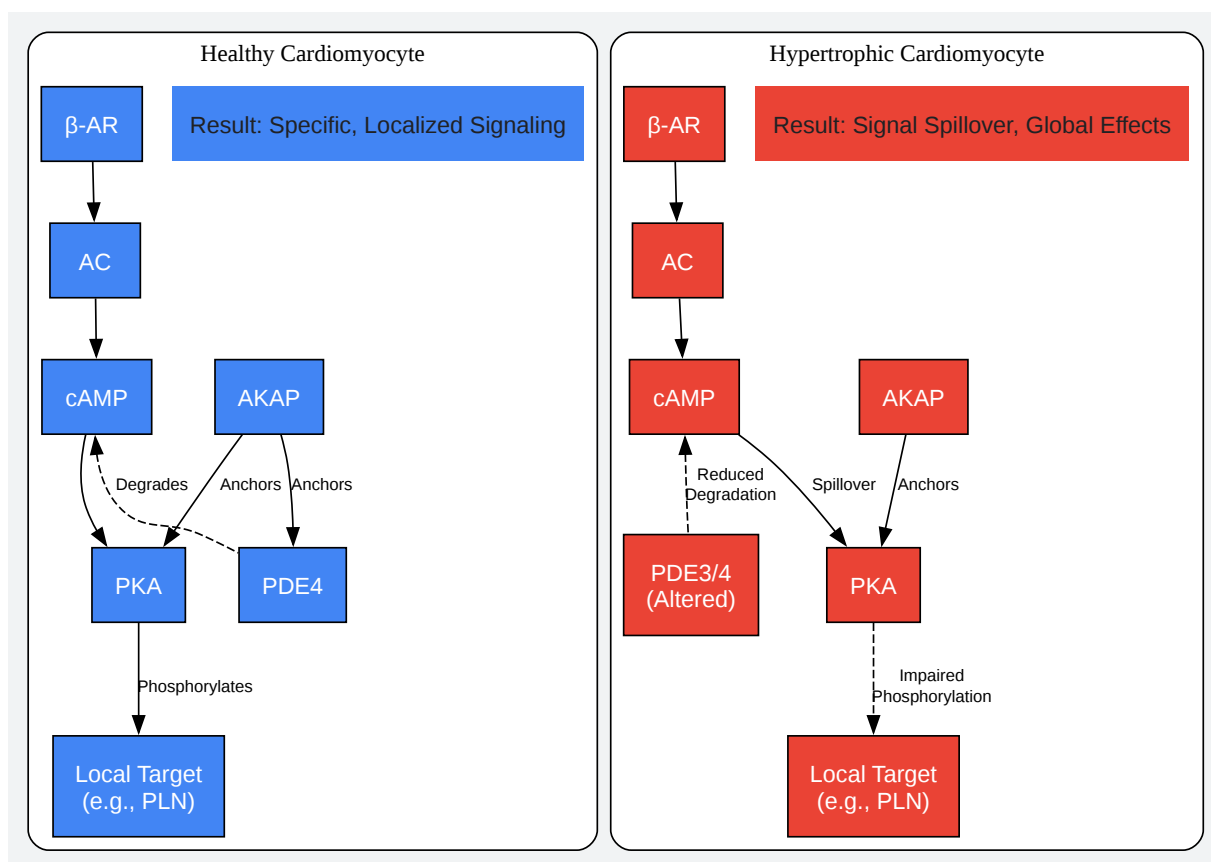 Healthy Cardiomyocyte
β-AR
Result: Specific, Localized Signaling
AC
cAMP
AKAP
Degrades
Anchors
Anchors
PKA
PDE4
Phosphorylates
Local Target
(e.g., PLN)
Hypertrophic Cardiomyocyte
β-AR
Result: Signal Spillover, Global Effects
AC
cAMP
AKAP
Reduced
Degradation
Spillover
Anchors
PDE3/4
(Altered)
PKA
Impaired
Phosphorylation
Local Target
(e.g., PLN)